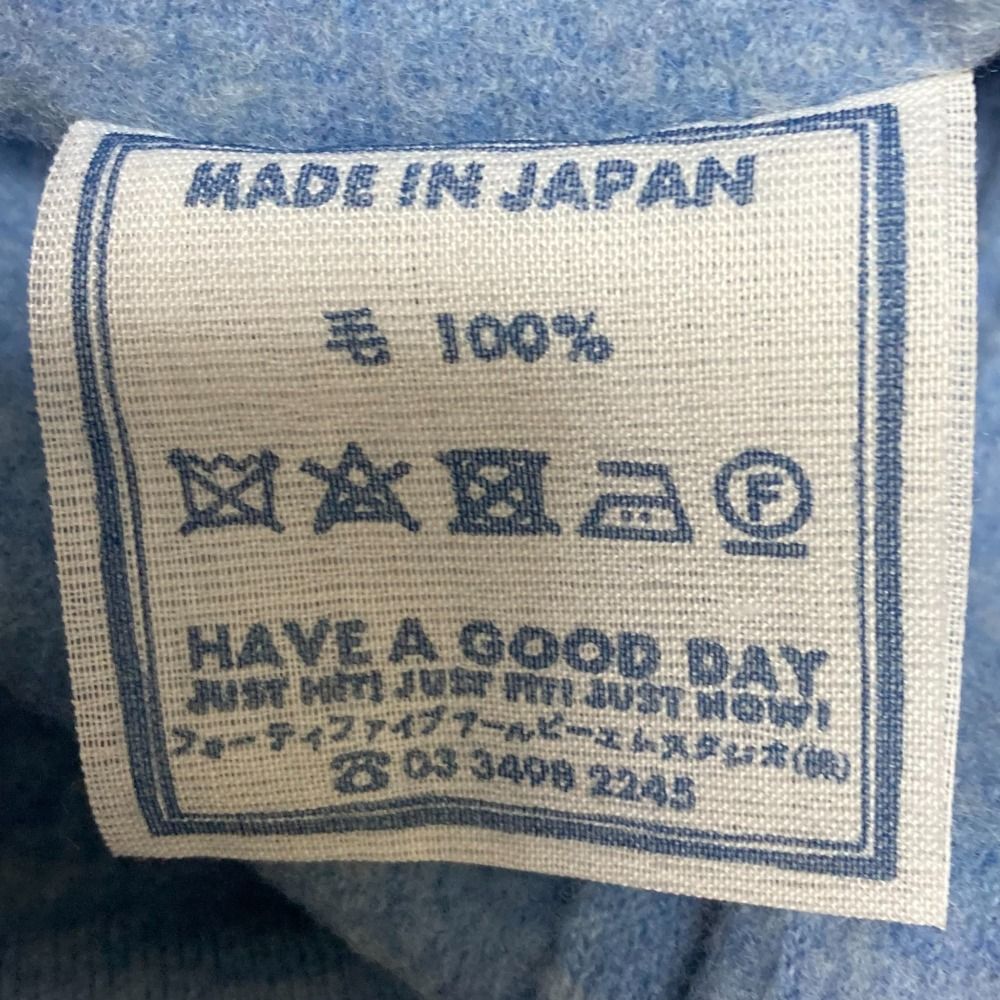 MADE IN JAPAN
毛 100%
F
HAVE A GOOD DAY
JUST HIT! JUST FIT! JUST NOW!
フォーティファイブアールピーエムスタジオ(株)
☎ 03 3498 2245